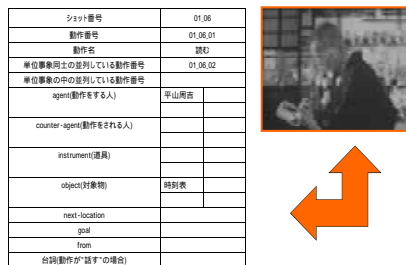 ショット番号 01_06
動作番号 01_06_01
動作名 読む
単位事象同士の並列している動作番号 01_06_02
単位事象の中の並列している動作番号
agent(動作をする人) 平山周吉
counter-agent(動作をされる人)
instrument(道具)
object(対象物) 時刻表
next-location
goal
from
台詞(動作が"話す"の場合)